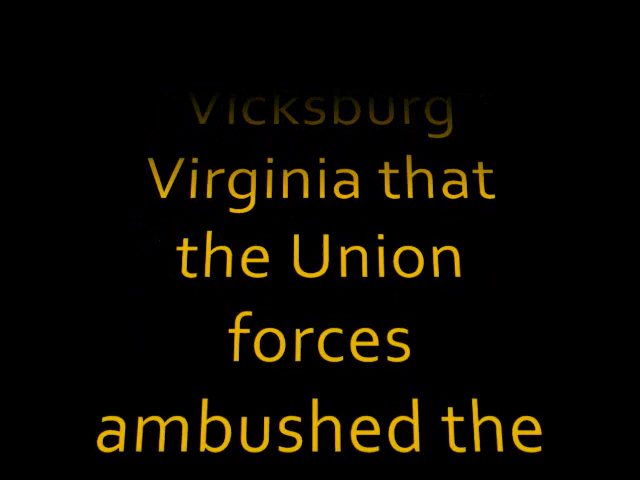 Vicksburg
Virginia that
the Union
forces
ambushed the